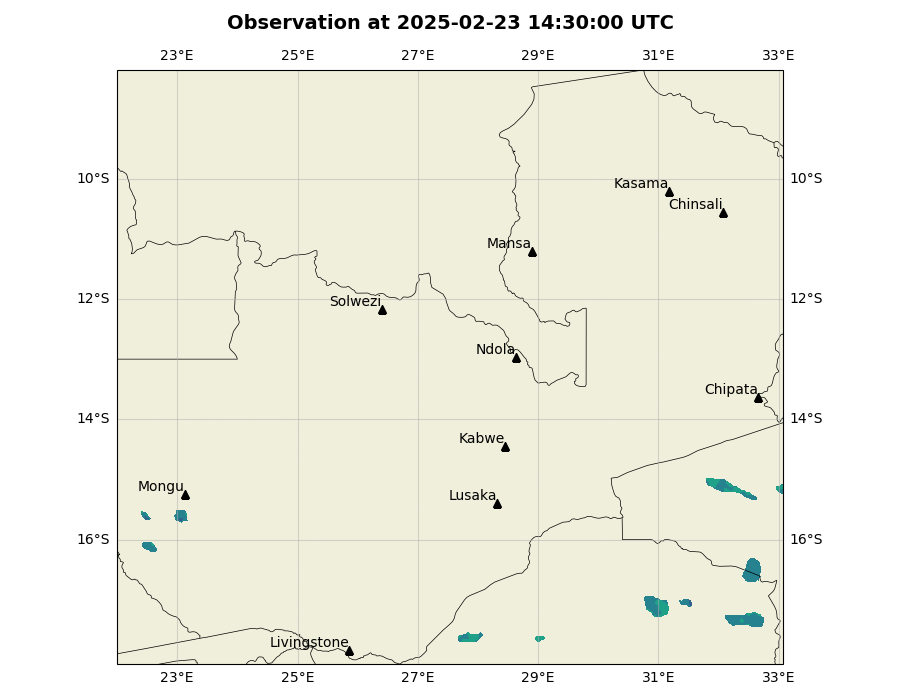 Observation at 2025-02-23 14:30:00 UTC
23°E 25°E 27°E 29°E 31°E 33°E
10°S 10°S
Kasama
Chinsali
Mansa
12°S 12°S
Solwezi
Ndola
Chipata
14°S 14°S
Kabwe
Mongu
Lusaka
16°S 16°S
Livingstone
23°E 25°E 27°E 29°E 31°E 33°E